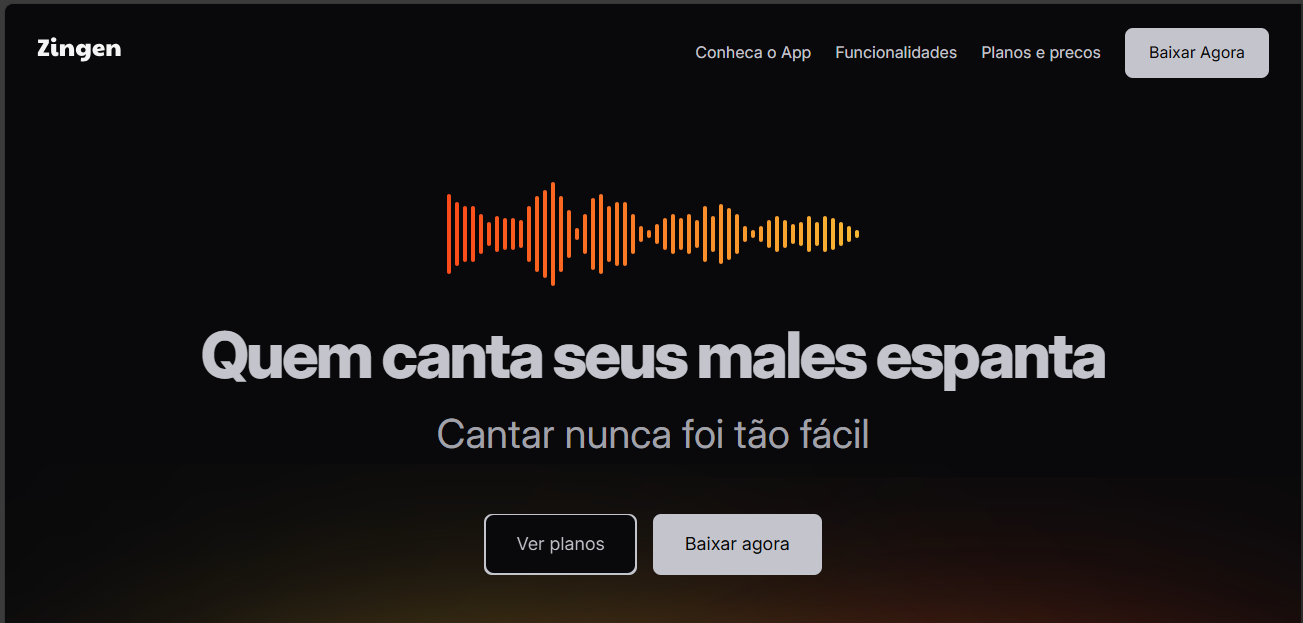 Zingen
Conheca o App Funcionalidades Planos e precos Baixar Agora
Quem canta seus males espanta
Cantar nunca foi tão fácil
Ver planos Baixar agora